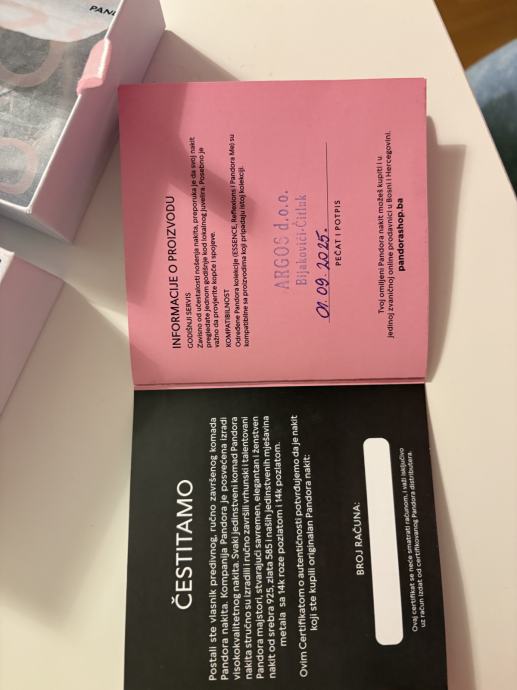 PAN
ČESTITAMO
Postali ste vlasnik predivnog, ručno završenog komada
Pandora nakita. Kompanija Pandora je posvećena izradi
visokokvalitetnog nakita. Svaki jedinstveni komad Pandora
nakita stručno su izradili i ručno završili vrhunski i talentovani
Pandora majstori, stvarajući savremen, elegantan i ženstven
nakit od srebra 925, zlata 585 i naših jedinstvenih mješavina
metala sa 14k roze pozlatom i 14k pozlatom.
Ovim Certifikatom o autentičnosti potvrđujemo da je nakit
koji ste kupili originalan Pandora nakit:
BROJ RAČUNA:
Ovaj certifikat se neće smatrati računom, i važi isključivo
uz račun izdat od certifikovanog Pandora distributera.
INFORMACIJE O PROIZVODU
GODIŠNJI SERVIS
Zavisno od učestalosti nošenja nakita, preporuka je da svoj nakit
pregledate jednom godišnje kod lokalnog juvelira. Posebno je
važno da provjerite kopče i spojeve.
KOMPATIBILNOST
Određene Pandora kolekcije (ESSENCE, Reflexions i Pandora Me) su
kompatibilne sa proizvodima koji pripadaju istoj kolekciji.
ARGOS d.o.o.
Bijakovići-Čitluk
01.09.2025.
PEČAT I POTPIS
Tvoj omiljeni Pandora nakit možeš kupiti i u
jedinoj zvaničnoj online prodavnici u Bosni i Hercegovini.
pandorashop.ba